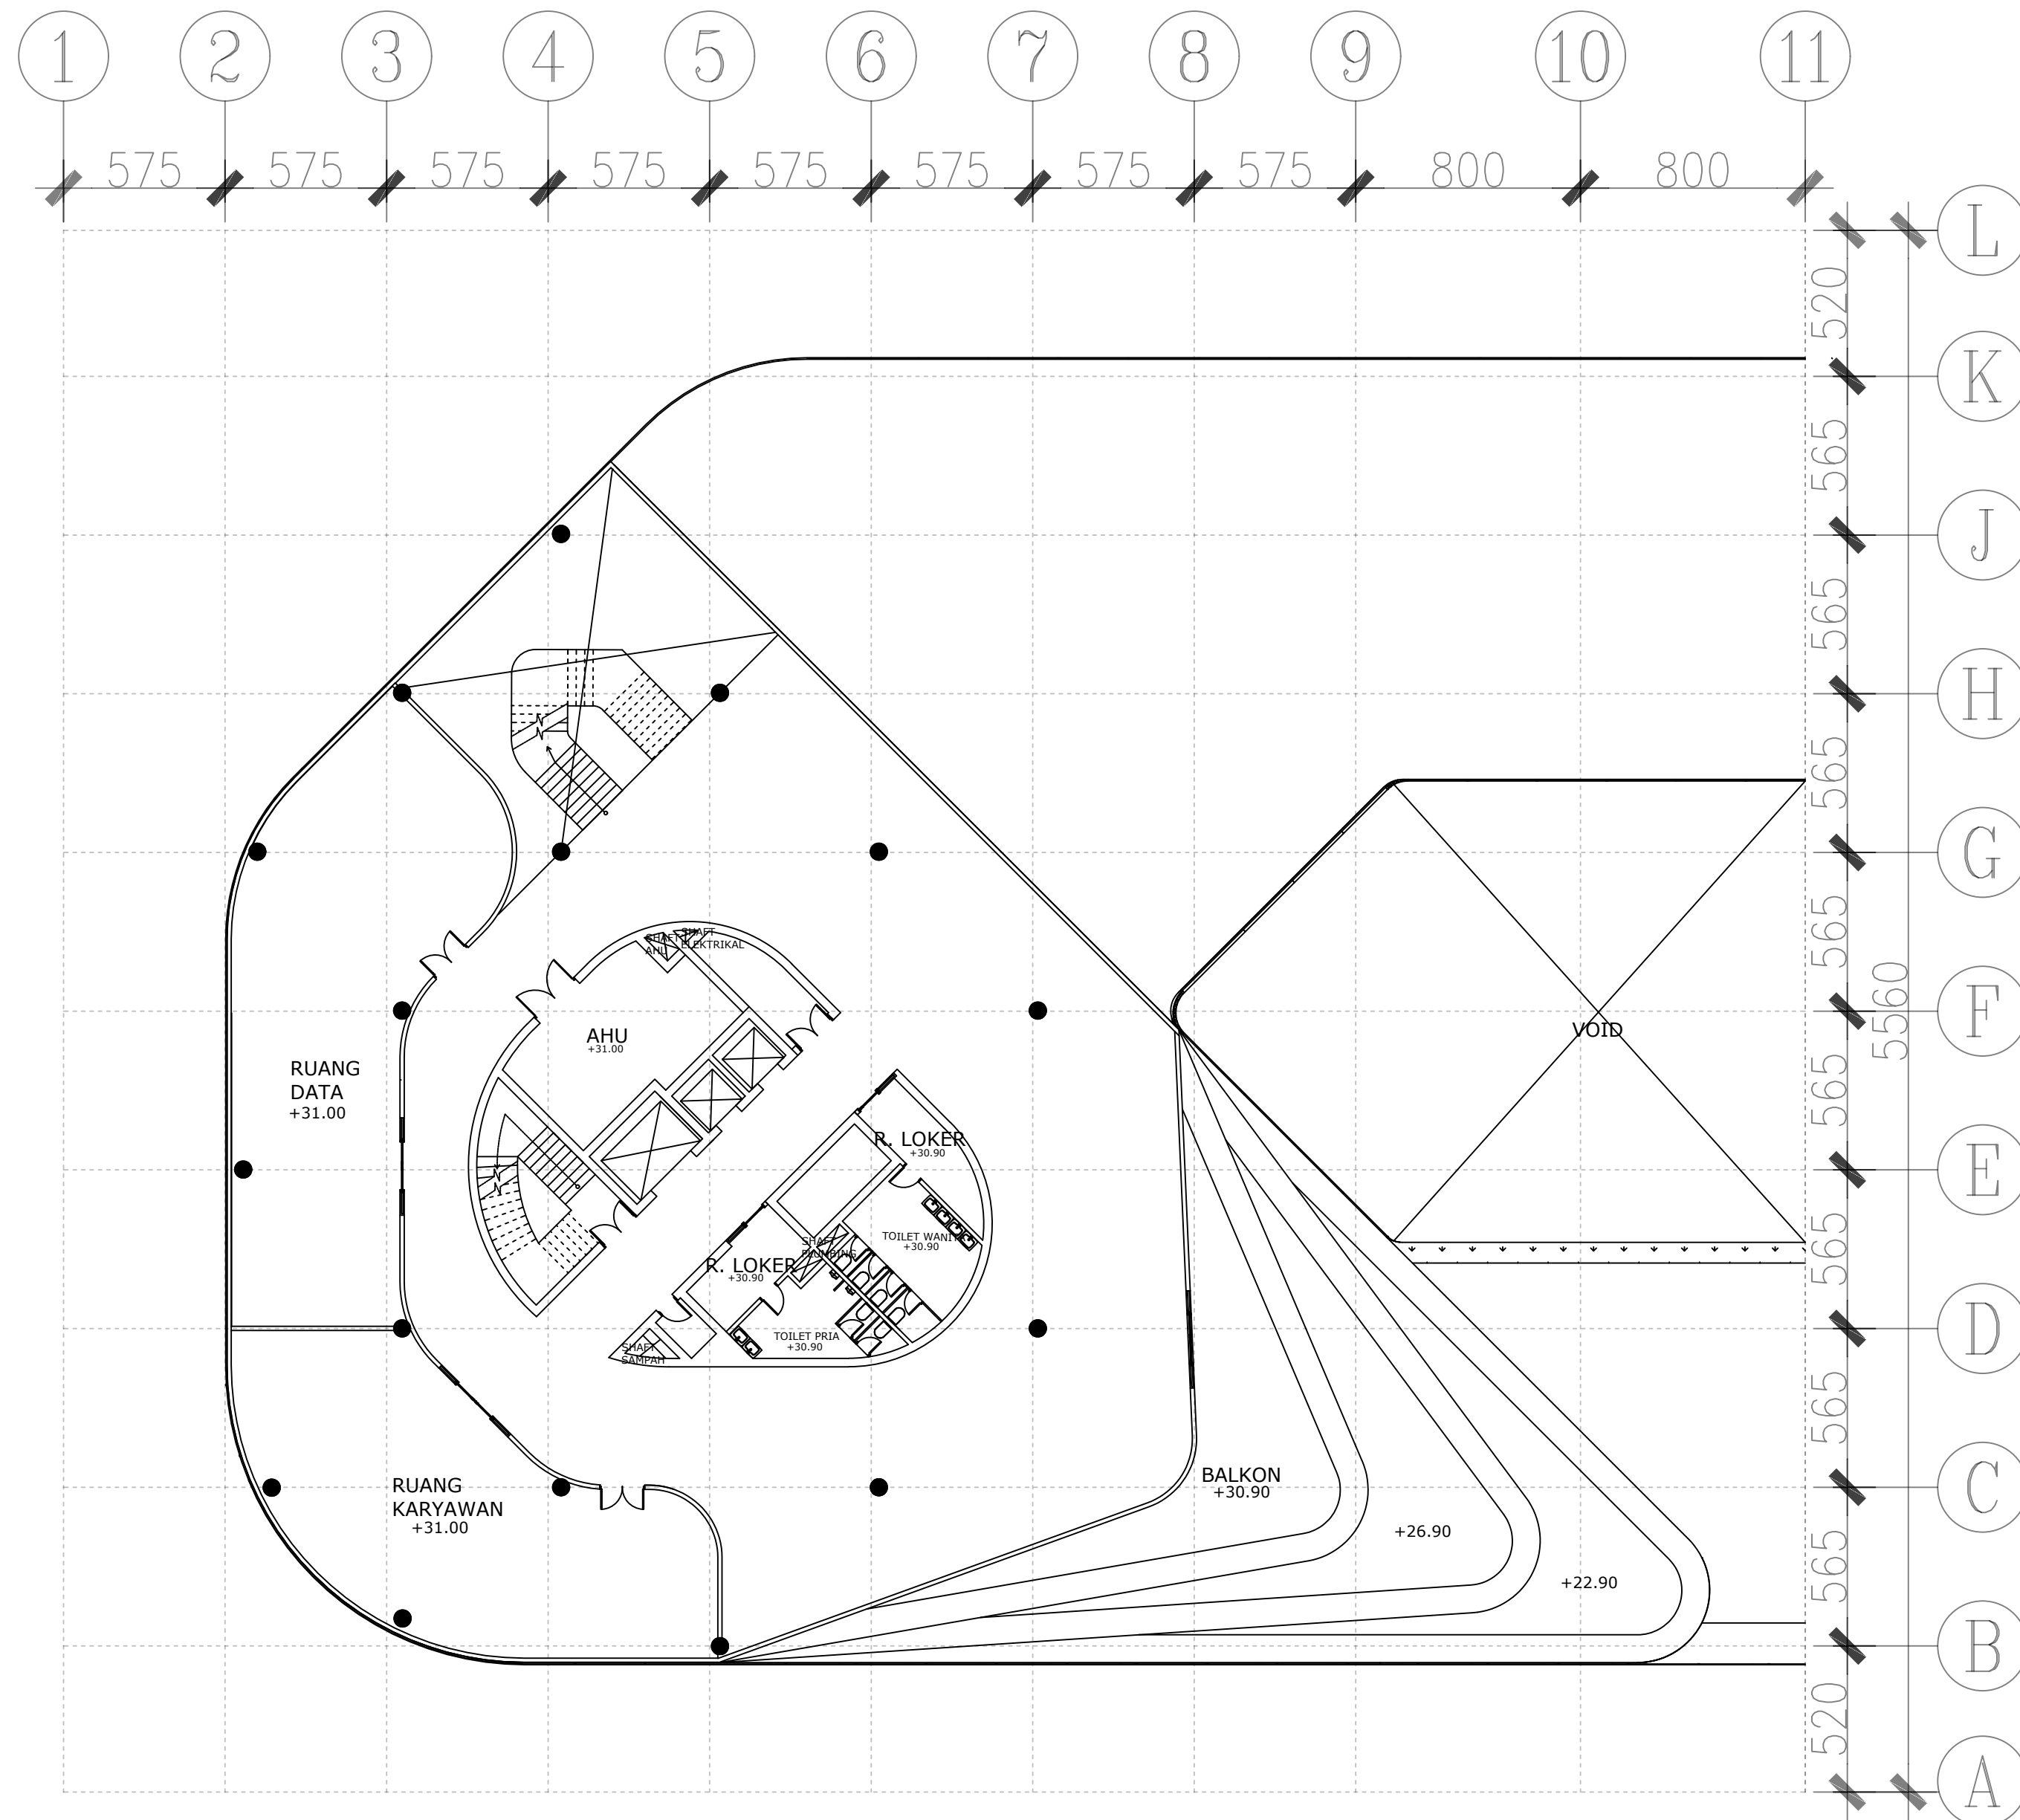 1 2 3 4 5 6 7 8 9 10 11
575 575 575 575 575 575 575 575 800 800
L
520
K
565
J
565
H
565
G
565
F
5560
565
E
565
D
565
C
565
B
520
A
SHAFT
AHU
SHAFT
ELEKTRIKAL
AHU
+31.00
VOID
RUANG
DATA
+31.00
R. LOKER
+30.90
TOILET WANITA
+30.90
SHAFT
PLUMBING
R. LOKER
+30.90
TOILET PRIA
+30.90
SHAFT
SAMPAH
RUANG
KARYAWAN
+31.00
BALKON
+30.90
+26.90
+22.90